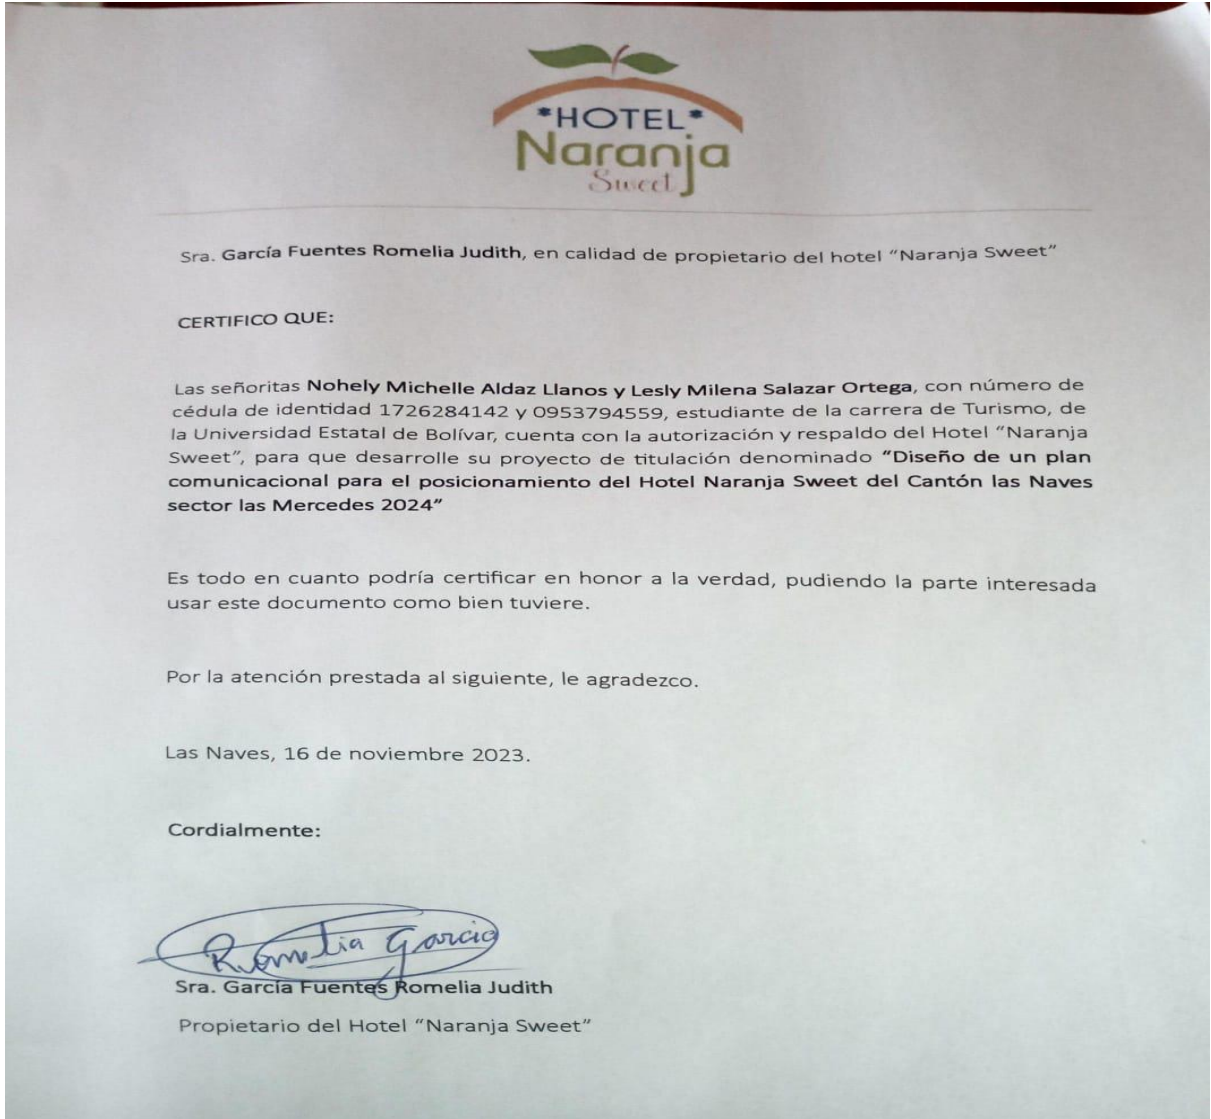 *HOTEL*
Naranja
Sweet
Sra. García Fuentes Romelia Judith, en calidad de propietario del hotel “Naranja Sweet”
CERTIFICO QUE:
Las señoritas Nohely Michelle Aldaz Llanos y Lesly Milena Salazar Ortega, con número de
cédula de identidad 1726284142 y 0953794559, estudiante de la carrera de Turismo, de
la Universidad Estatal de Bolívar, cuenta con la autorización y respaldo del Hotel “Naranja
Sweet”, para que desarrolle su proyecto de titulación denominado “Diseño de un plan
comunicacional para el posicionamiento del Hotel Naranja Sweet del Cantón las Naves
sector las Mercedes 2024”
Es todo en cuanto podría certificar en honor a la verdad, pudiendo la parte interesada
usar este documento como bien tuviere.
Por la atención prestada al siguiente, le agradezco.
Las Naves, 16 de noviembre 2023.
Cordialmente:
Romelia Garcia
Sra. García Fuentes Romelia Judith
Propietario del Hotel “Naranja Sweet”